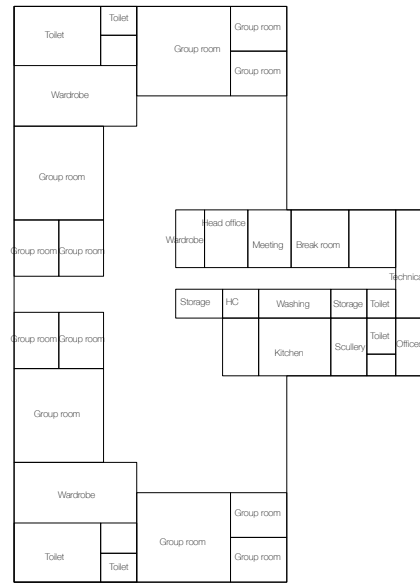 Toilet
Toilet
Group room
Group room
Group room
Wardrobe
Group room
Group room
Group room
Wardrobe
Head office
Meeting
Break room
Technica
Storage
HC
Washing
Storage
Toilet
Kitchen
Scullery
Toilet
Officer
Group room
Group room
Group room
Wardrobe
Toilet
Toilet
Group room
Group room
Group room